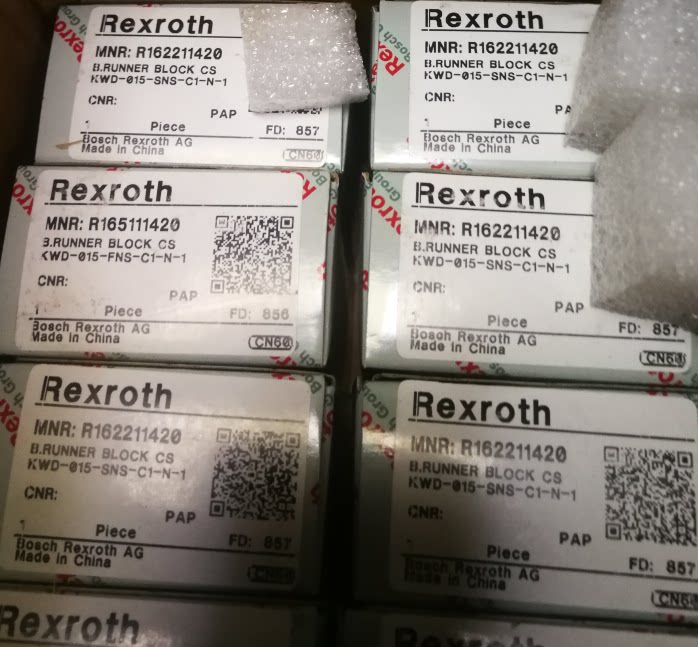 Rexroth
MNR: R162211420
B.RUNNER BLOCK CS
KWD-015-SNS-C1-N-1
CNR:
PAP
1 Piece
FD: 857
Bosch Rexroth AG
Made in China
CN60
Rexroth
MNR: R162211420
B.RUNNER BLOCK CS
KWD-015-SNS-C1-N-1
CNR:
1 Piece
Bosch Rexroth AG
Made in China
Rexroth
MNR: R165111420
B.RUNNER BLOCK CS
KWD-015-FNS-C1-N-1
CNR:
PAP
1 Piece
FD: 856
Bosch Rexroth AG
Made in China
CN60
Rexroth
MNR: R162211420
B.RUNNER BLOCK CS
KWD-015-SNS-C1-N-1
CNR:
PAP
1 Piece
FD: 857
Bosch Rexroth AG
Made in China
CN60
Rexroth
MNR: R162211420
B.RUNNER BLOCK CS
KWD-015-SNS-C1-N-1
CNR:
PAP
1 Piece
FD: 857
Bosch Rexroth AG
Made in China
CN60
Rexroth
MNR: R162211420
B.RUNNER BLOCK CS
KWD-015-SNS-C1-N-1
CNR:
PAP
1 Piece
FD: 857
Bosch Rexroth AG
Made in China
CN60
Rexroth
Rexroth